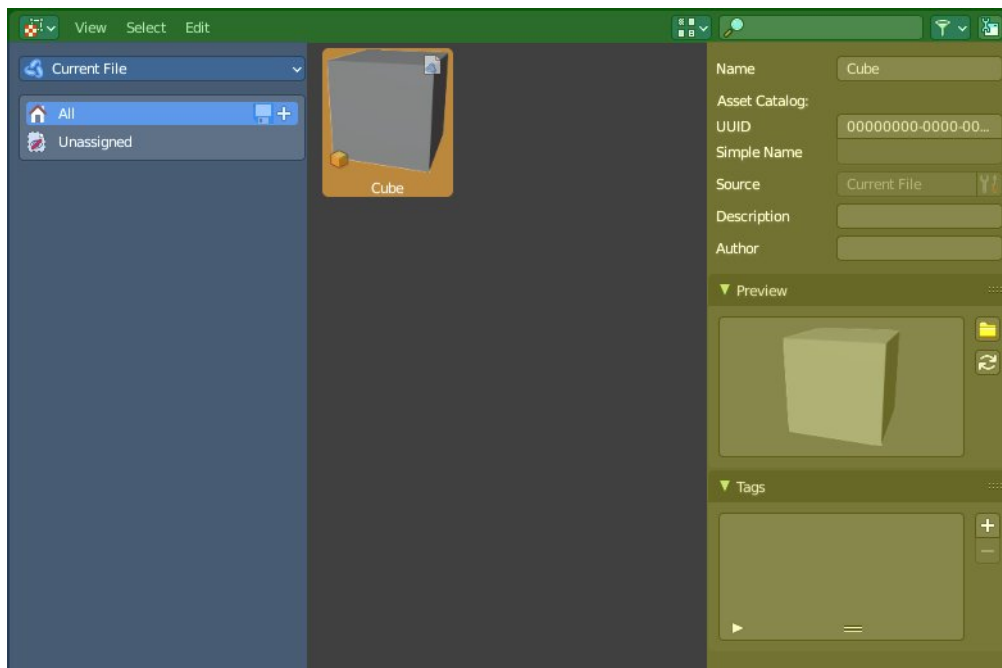 View Select Edit
Current File
All
Unassigned
Cube
Name Cube
Asset Catalog:
UUID 00000000-0000-00...
Simple Name
Source Current File
Description
Author
Preview
Tags